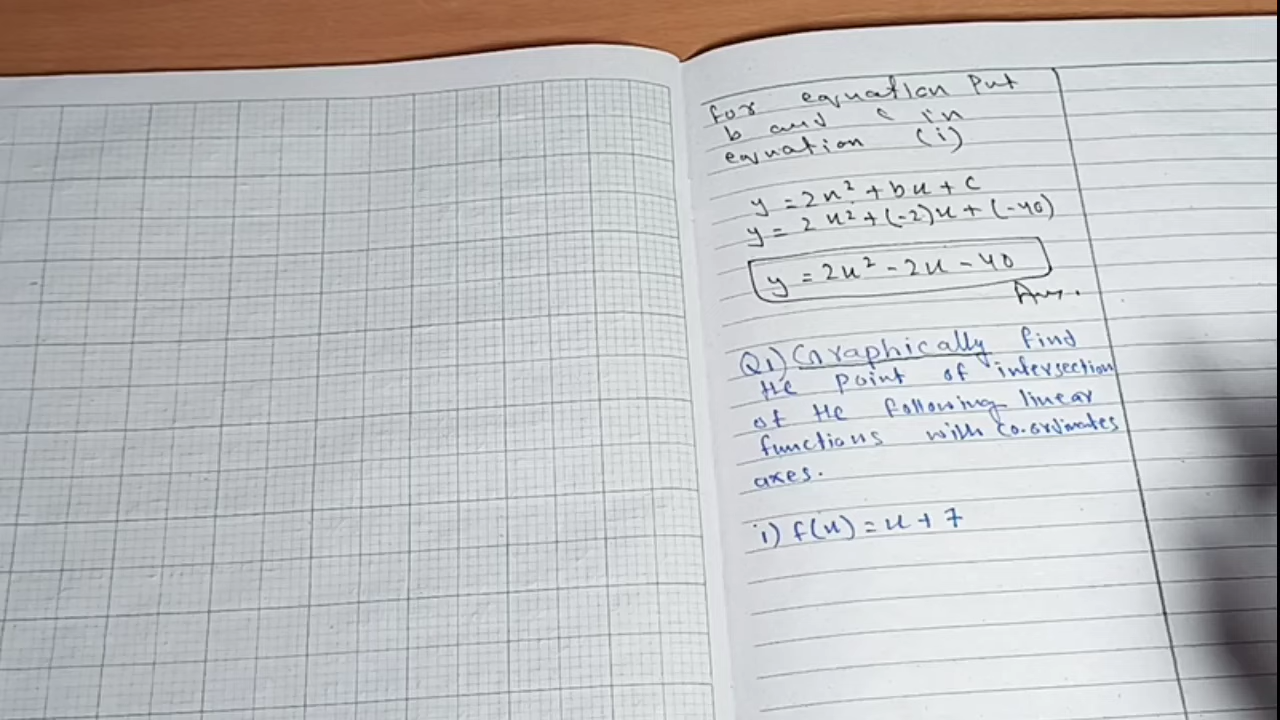 for equation Put
b and c in
equation (i)
y = 2x² + bx + c
y = 2x² + (-2)x + (-40)
y = 2x² - 2x - 40
Ans.
Q1) Graphically find
the point of intersection
of the following linear
functions with co-ordinates
axes.
i) f(x) = x + 7